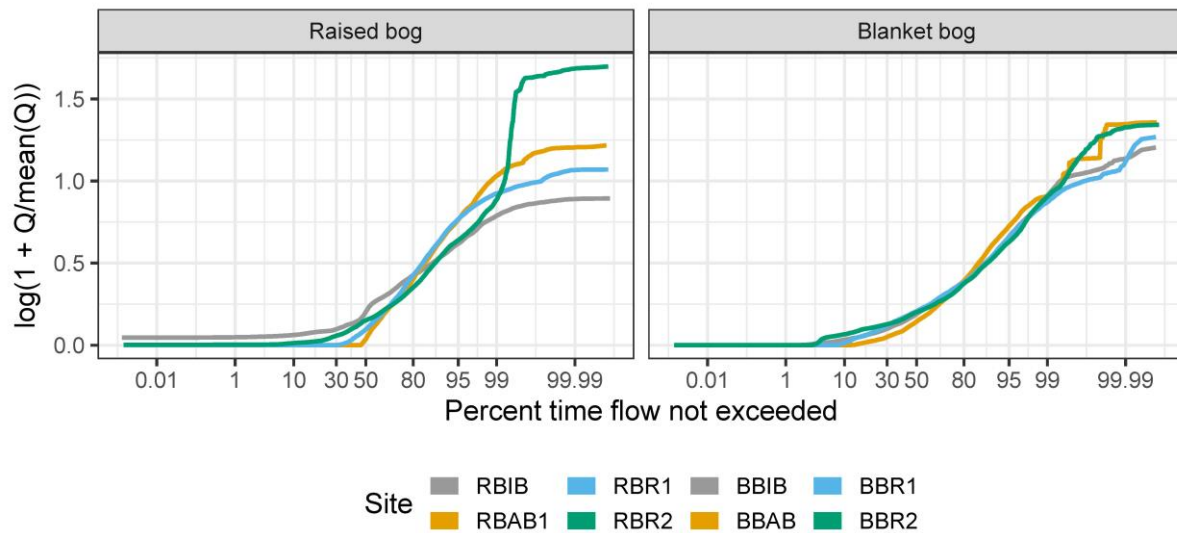 Raised bog
Blanket bog
log(1 + Q/mean(Q))
1.5
1.0
0.5
0.0
0.01 1 10 30 50 80 95 99 99.99
0.01 1 10 30 50 80 95 99 99.99
Percent time flow not exceeded
Site
RBIB RBR1 BBIB BBR1
RBAB1 RBR2 BBAB BBR2